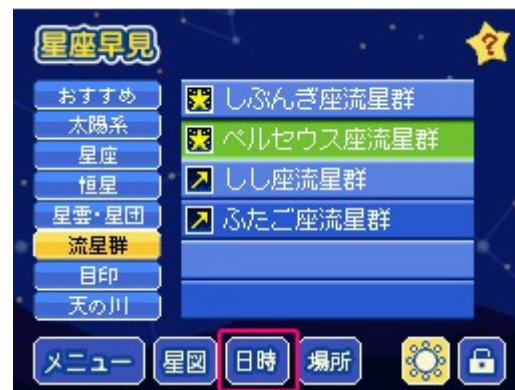 星座早見
?
おすすめ
太陽系
星座
恒星
星雲・星団
流星群
目印
天の川
しぶんぎ座流星群
ペルセウス座流星群
しし座流星群
ふたご座流星群
メニュー
星図
日時
場所